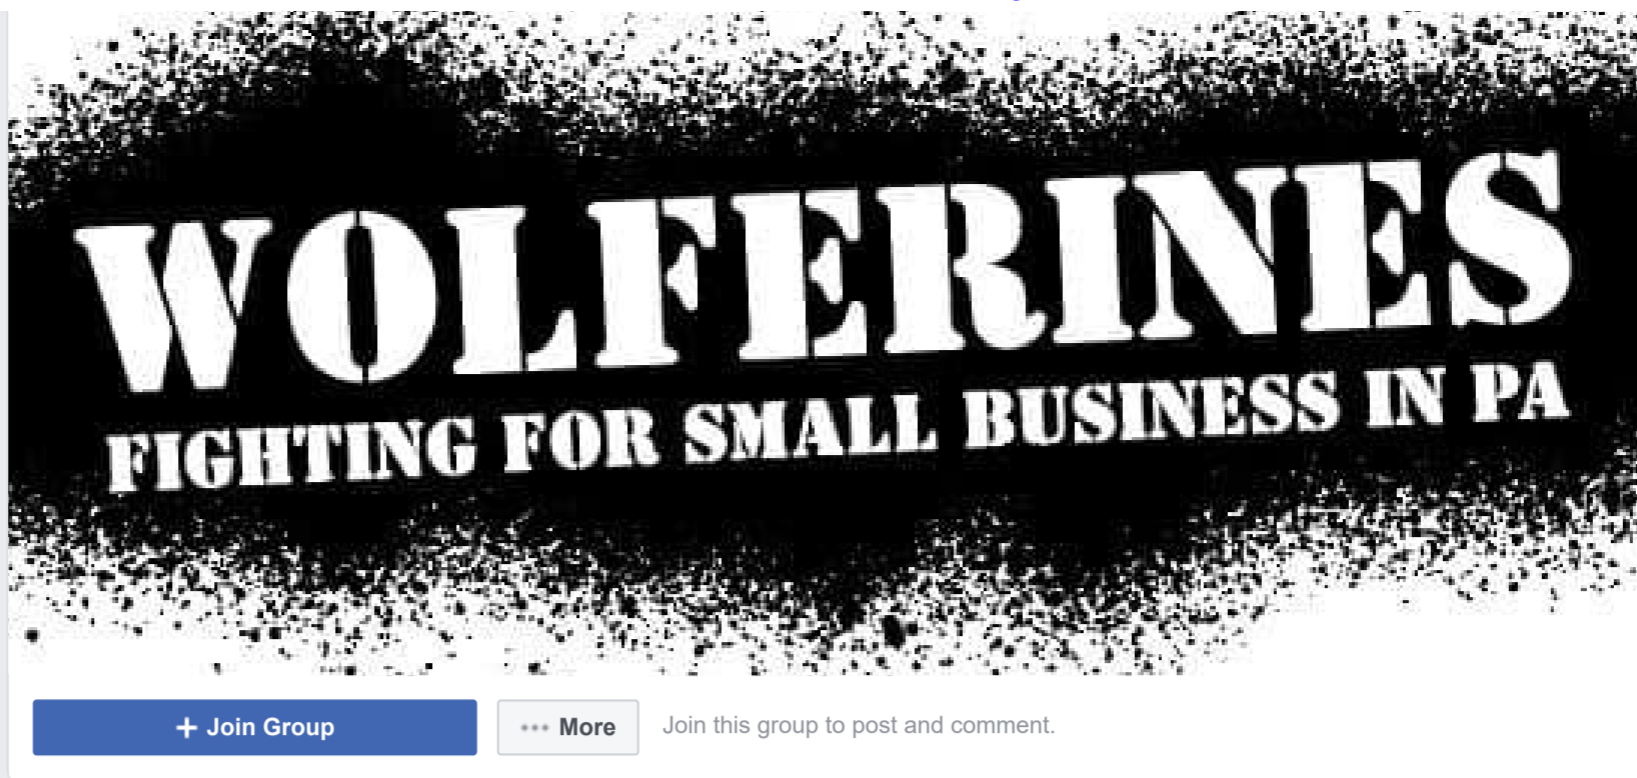 WOLFERINES
FIGHTING FOR SMALL BUSINESS IN PA
+ Join Group
••• More
Join this group to post and comment.